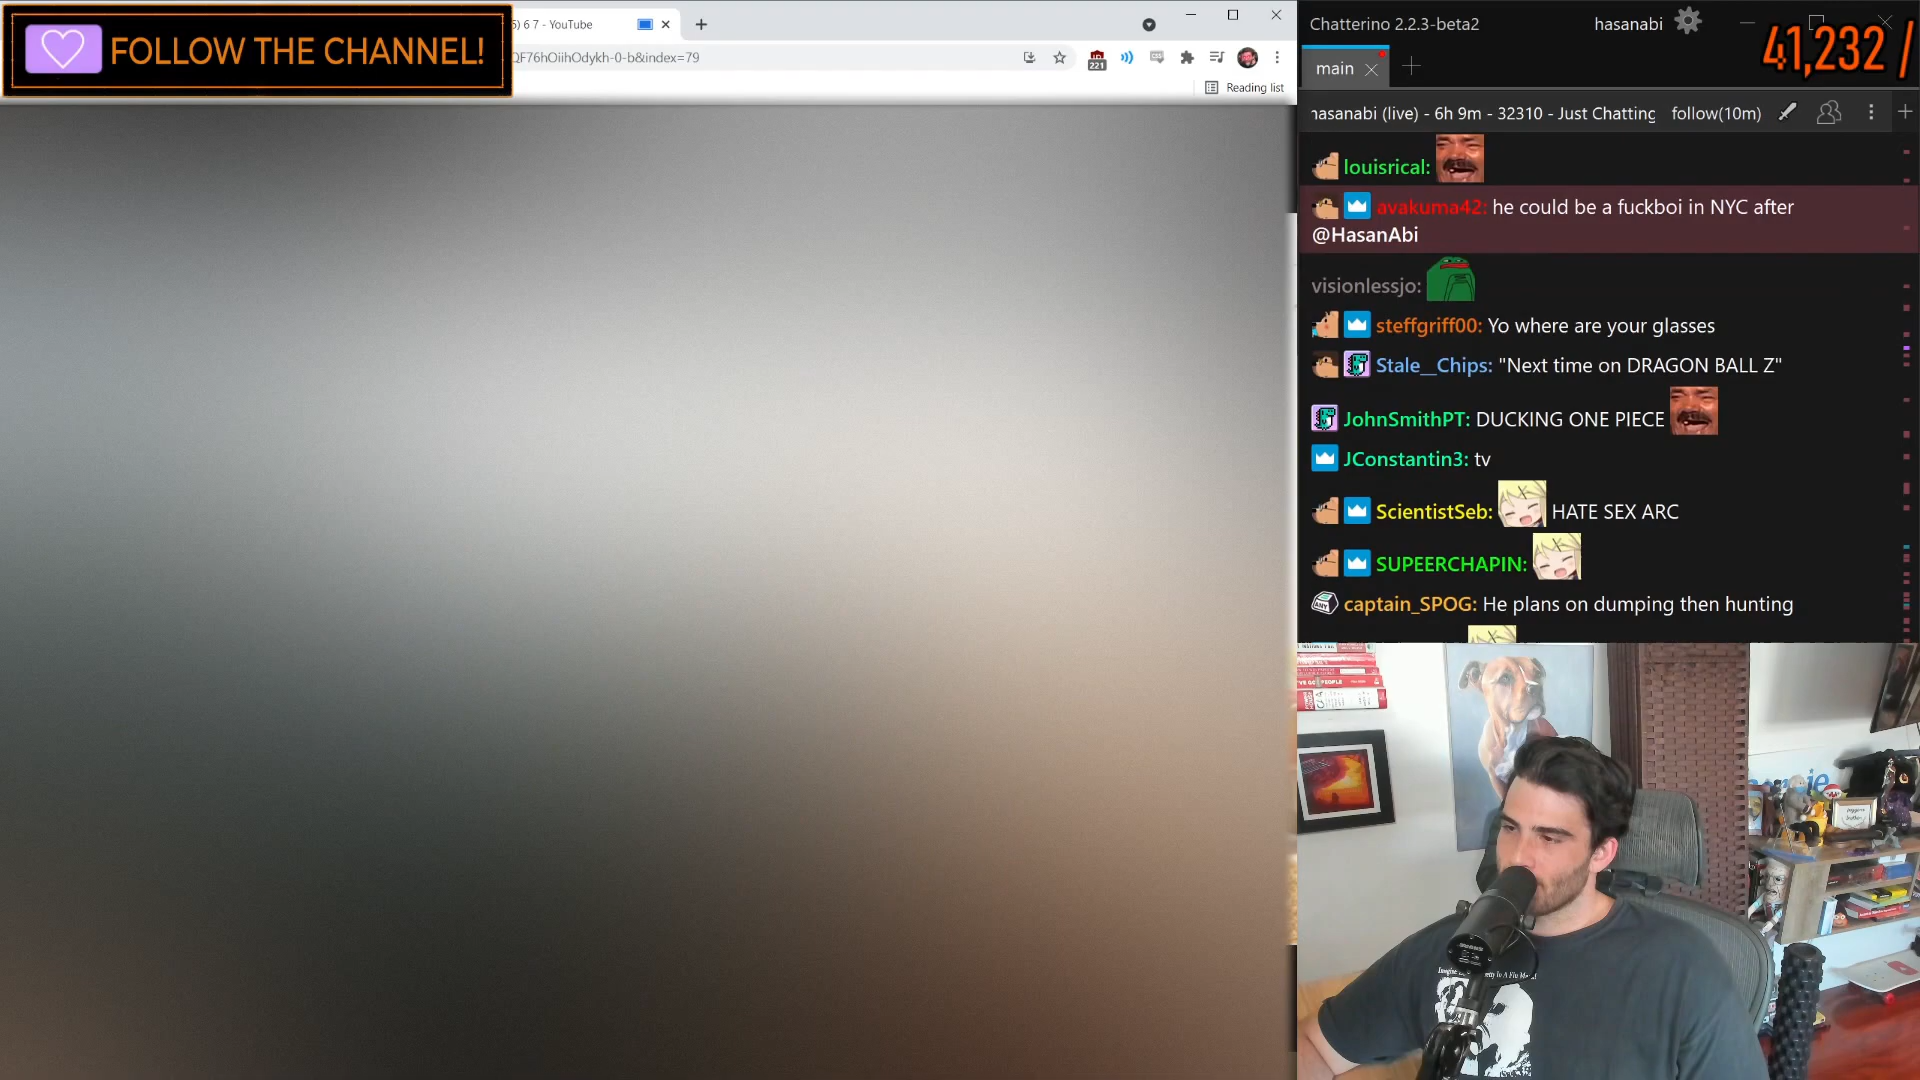 FOLLOW THE CHANNEL!
6 7 - YouTube
QF76hOiihOdykh-0-b&index=79
221
Reading list
Chatterino 2.2.3-beta2
hasanabi
41,232 /
main
hasanabi (live) - 6h 9m - 32310 - Just Chatting
follow(10m)
louisrical:
avakuma42: he could be a fuckboi in NYC after
@HasanAbi
visionlessjo:
steffgriff00: Yo where are your glasses
Stale__Chips: "Next time on DRAGON BALL Z"
JohnSmithPT: DUCKING ONE PIECE
JConstantin3: tv
ScientistSeb: HATE SEX ARC
SUPEERCHAPIN:
ANY
captain_SPOG: He plans on dumping then hunting